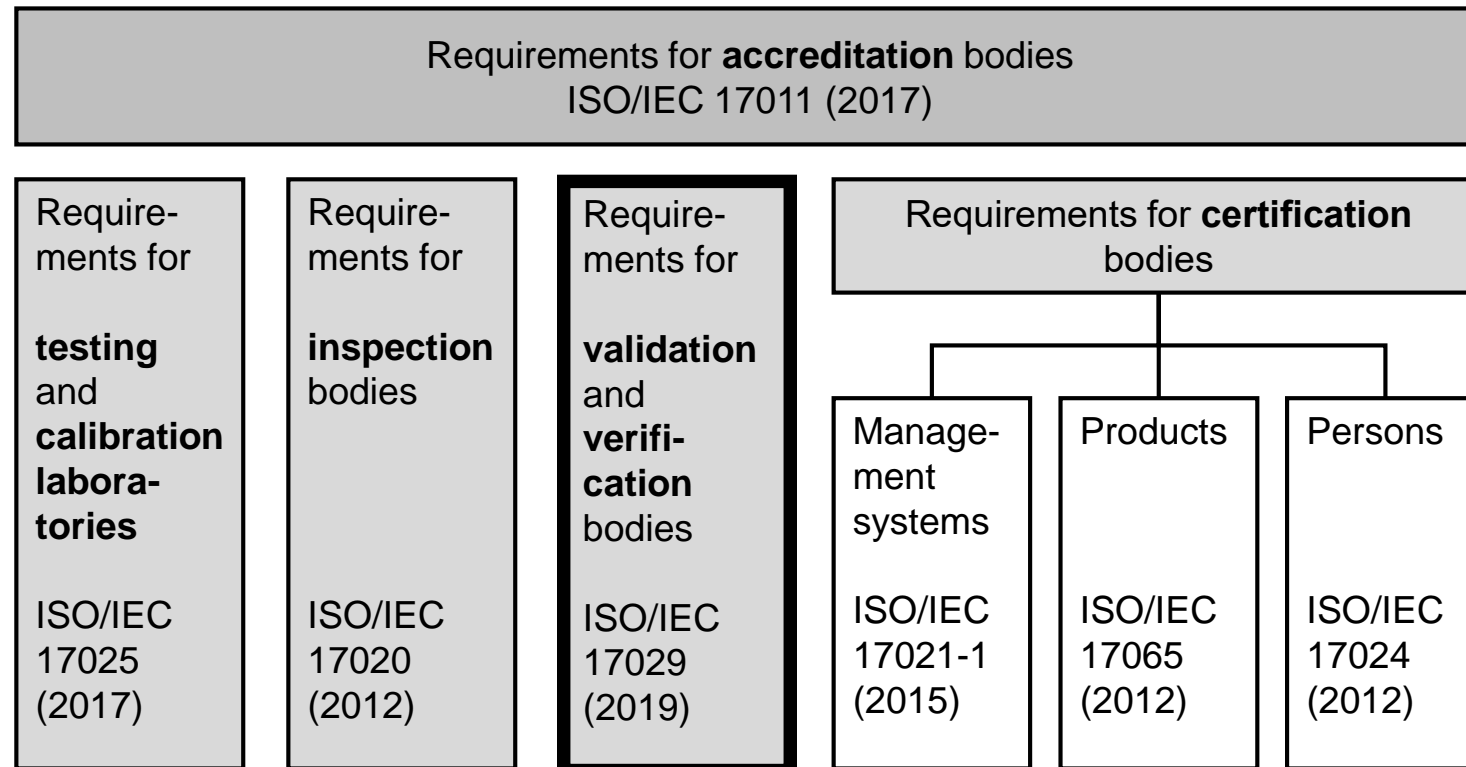 Requirements for accreditation bodies
ISO/IEC 17011 (2017)
Require-
ments for
testing
and
calibration
labora-
tories
ISO/IEC
17025
(2017)
Require-
ments for
inspection
bodies
ISO/IEC
17020
(2012)
Require-
ments for
validation
and
verifi-
cation
bodies
ISO/IEC
17029
(2019)
Requirements for certification
bodies
Manage-
ment
systems
ISO/IEC
17021-1
(2015)
Products
ISO/IEC
17065
(2012)
Persons
ISO/IEC
17024
(2012)